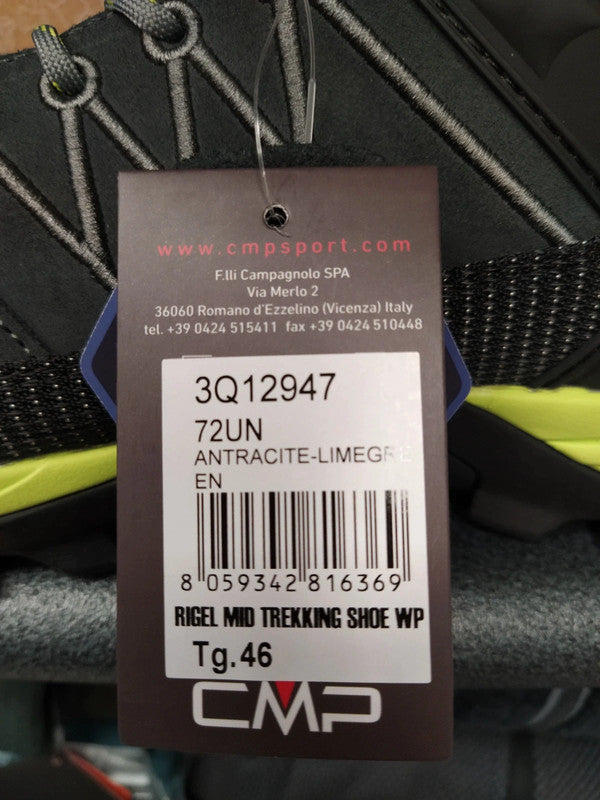 www.cmpsport.com
F.lli Campagnolo SPA
Via Merlo 2
36060 Romano d'Ezzelino (Vicenza) Italy
tel. +39 0424 515411 fax +39 0424 510448
3Q12947
72UN
ANTRACITE-LIMEGRE
EN
8 059342 816369
RIGEL MID TREKKING SHOE WP
Tg.46
CMP